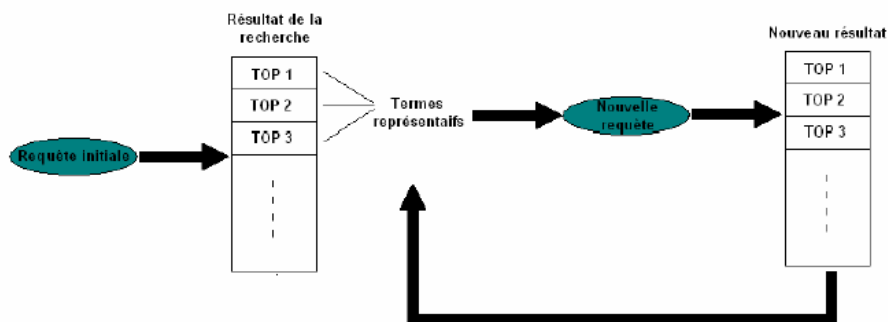 Résultat de la
recherche
TOP 1
TOP 2
TOP 3
Requête initiale
Termes
représentaifs
Nouvelle
requête
Nouveau résultat
TOP 1
TOP 2
TOP 3